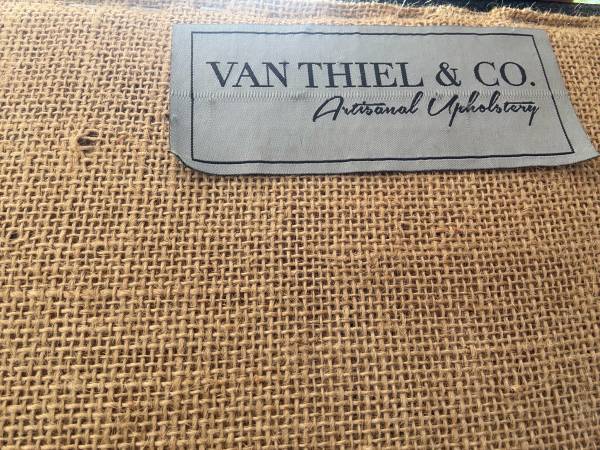 VAN THIEL & CO.
Artisanal Upholstery